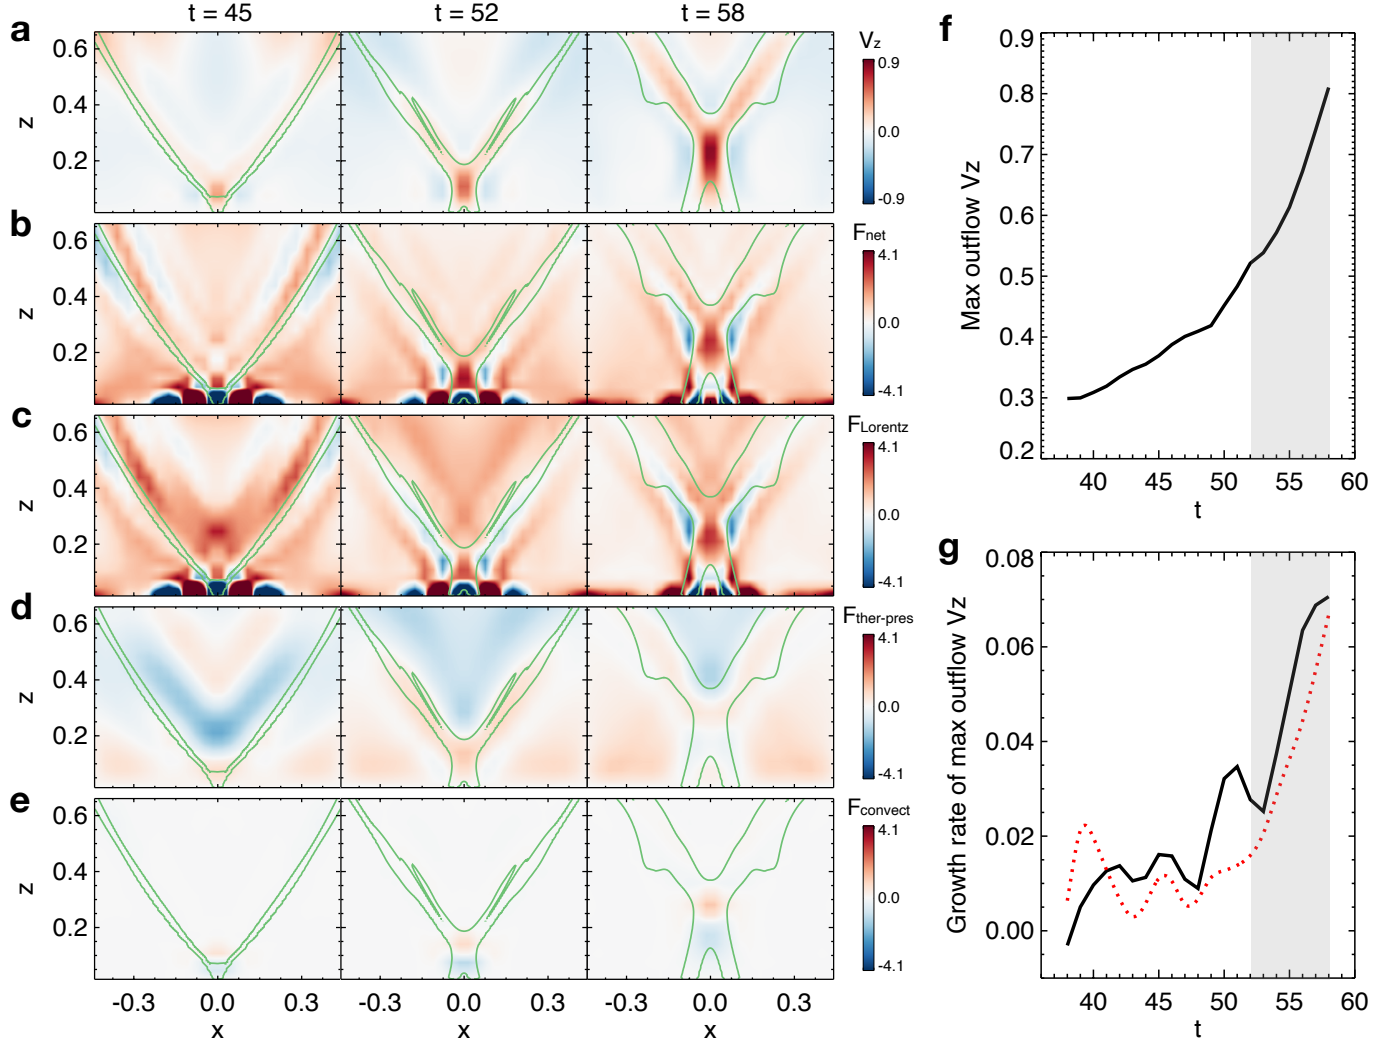 t = 45
t = 52
t = 58
a
0.6
0.4
0.2
z
Vz
0.9
0.0
-0.9
b
0.6
0.4
0.2
z
Fnet
4.1
0.0
-4.1
c
0.6
0.4
0.2
z
FLorentz
4.1
0.0
-4.1
d
0.6
0.4
0.2
z
Fther-pres
4.1
0.0
-4.1
e
0.6
0.4
0.2
z
Fconvect
4.1
0.0
-4.1
-0.3 0.0 0.3 -0.3 0.0 0.3 -0.3 0.0 0.3
x x x
f
Max outflow Vz
0.9
0.8
0.7
0.6
0.5
0.4
0.3
0.2
40 45 50 55 60
t
g
Growth rate of max outflow Vz
0.08
0.06
0.04
0.02
0.00
40 45 50 55 60
t